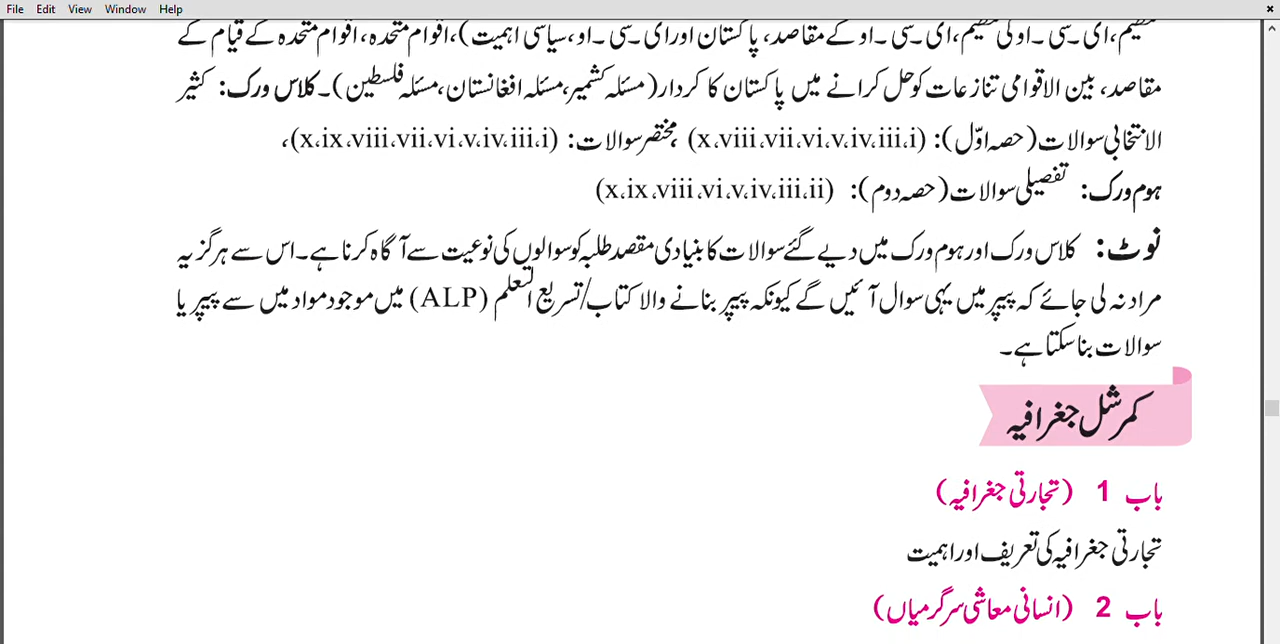 File Edit View Window Help
تنظیم، ای۔سی۔او کی تنظیم، ای۔سی۔او کے مقاصد، پاکستان اور ای۔سی۔او، سیاسی اہمیت)، اقوام متحدہ، اقوام متحدہ کے قیام کے
مقاصد، بین الاقوامی تنازعات کو حل کرانے میں پاکستان کا کردار (مسئلہ کشمیر، مسئلہ افغانستان، مسئلہ فلسطین)۔ کلاس ورک: کثیر
الانتخابی سوالات (حصہ اوّل): (x،viii،vii،vi،v،iv،iii،i) مختصر سوالات: (x،ix،viii،vii،vi،v،iv،iii،i)،
ہوم ورک: تفصیلی سوالات (حصہ دوم): (x،ix،viii،vi،v،iv،iii،ii)
نوٹ: کلاس ورک اور ہوم ورک میں دیے گئے سوالات کا بنیادی مقصد طلبہ کو سوالوں کی نوعیت سے آگاہ کرنا ہے۔ اس سے ہرگز یہ
مراد نہ لی جائے کہ پیپر میں یہی سوال آئیں گے کیونکہ پیپر بنانے والا کتاب/تسریع التعلم (ALP) میں موجود مواد میں سے پیپر یا
سوالات بنا سکتا ہے۔
کمرشل جغرافیہ
باب 1 (تجارتی جغرافیہ)
تجارتی جغرافیہ کی تعریف اور اہمیت
باب 2 (انسانی معاشی سرگرمیاں)